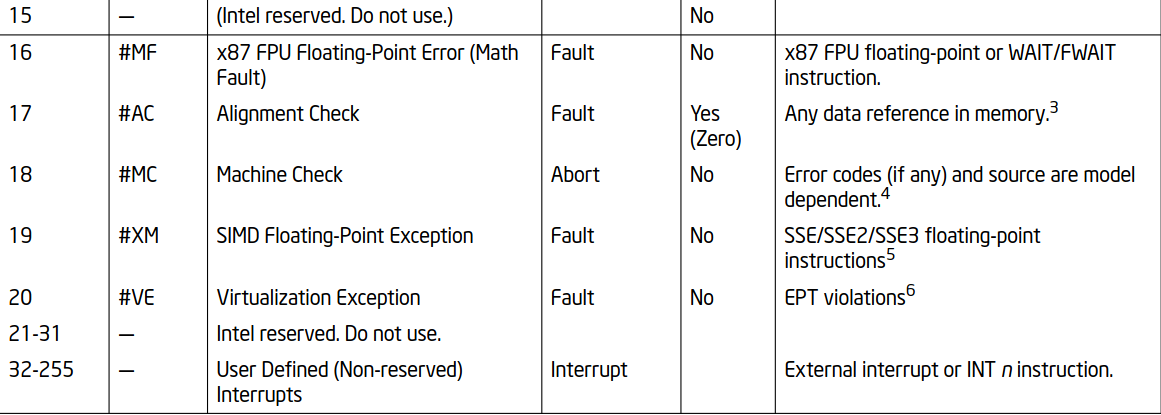 15 — (Intel reserved. Do not use.) No
16 #MF x87 FPU Floating-Point Error (Math Fault) Fault No x87 FPU floating-point or WAIT/FWAIT instruction.
17 #AC Alignment Check Fault Yes (Zero) Any data reference in memory.3
18 #MC Machine Check Abort No Error codes (if any) and source are model dependent.4
19 #XM SIMD Floating-Point Exception Fault No SSE/SSE2/SSE3 floating-point instructions5
20 #VE Virtualization Exception Fault No EPT violations6
21-31 — Intel reserved. Do not use.
32-255 — User Defined (Non-reserved) Interrupts Interrupt External interrupt or INT n instruction.